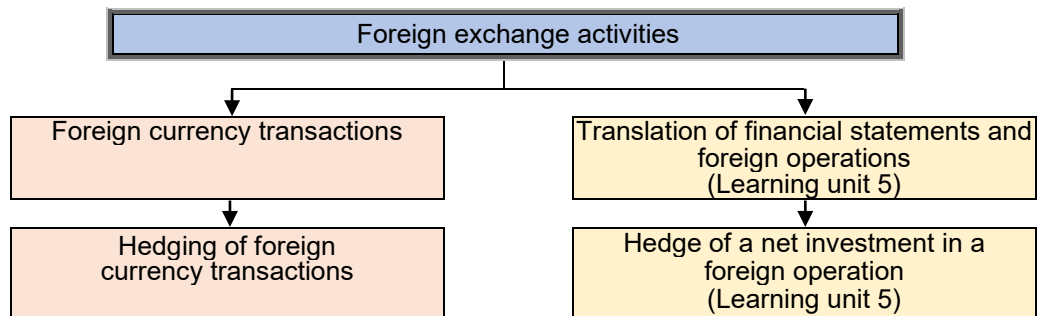 Foreign exchange activities
Foreign currency transactions
Translation of financial statements and
foreign operations
(Learning unit 5)
Hedging of foreign
currency transactions
Hedge of a net investment in a
foreign operation
(Learning unit 5)